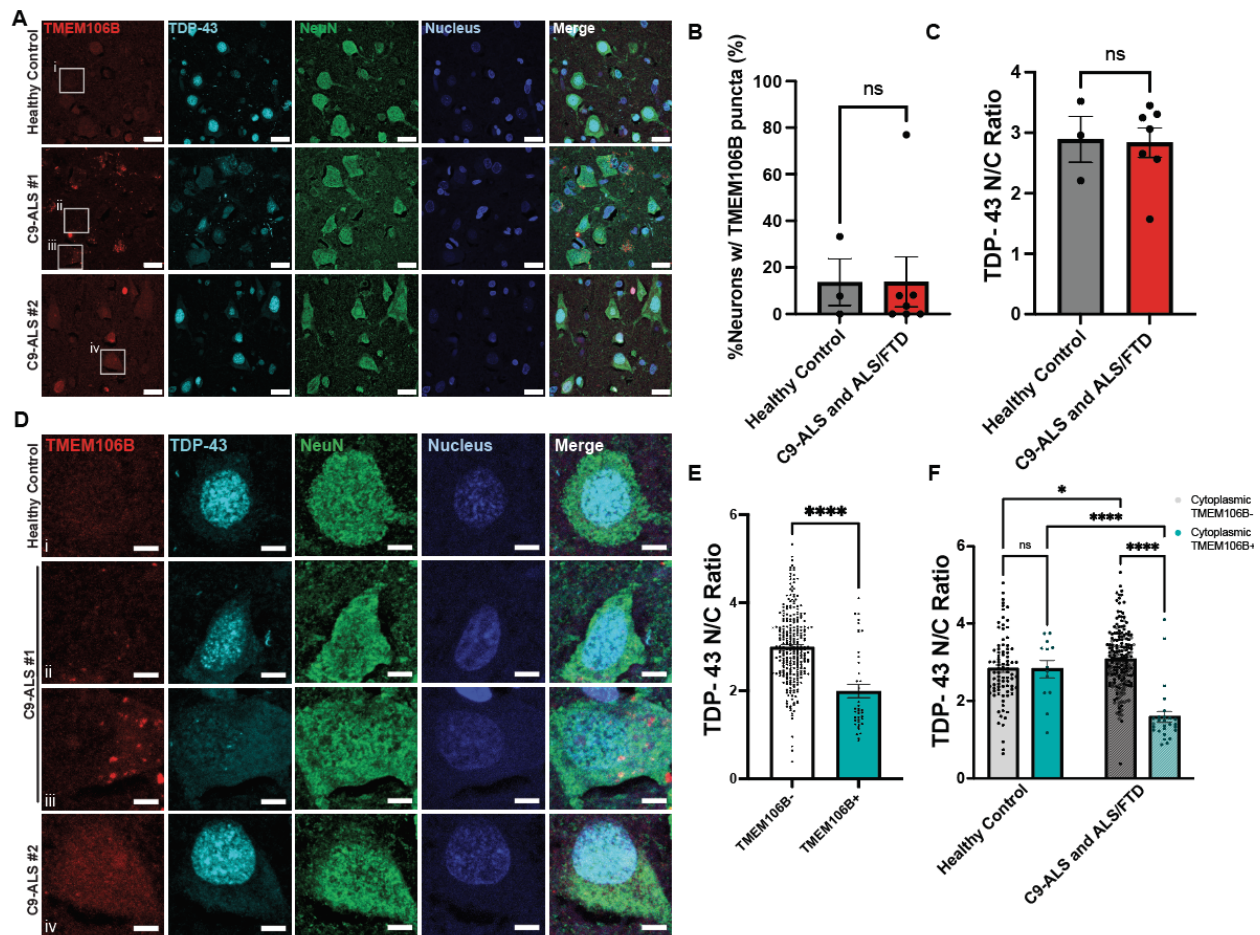 A
TMEM106B TDP-43 NeuN Nucleus Merge
Healthy Control
i
C9-ALS #1
ii
iii
C9-ALS #2
iv
B
%Neurons w/ TMEM106B puncta (%)
100
80
60
40
20
0
ns
Healthy Control
C9-ALS and ALS/FTD
C
TDP- 43 N/C Ratio
4
3
2
1
0
ns
Healthy Control
C9-ALS and ALS/FTD
D
TMEM106B TDP-43 NeuN Nucleus Merge
Healthy Control
i
C9-ALS #1
ii
iii
C9-ALS #2
iv
E
TDP- 43 N/C Ratio
6
4
2
0
****
TMEM106B-
TMEM106B+
F
TDP- 43 N/C Ratio
6
4
2
0
*
ns
****
****
Cytoplasmic
TMEM106B-
Cytoplasmic
TMEM106B+
Healthy Control
C9-ALS and ALS/FTD